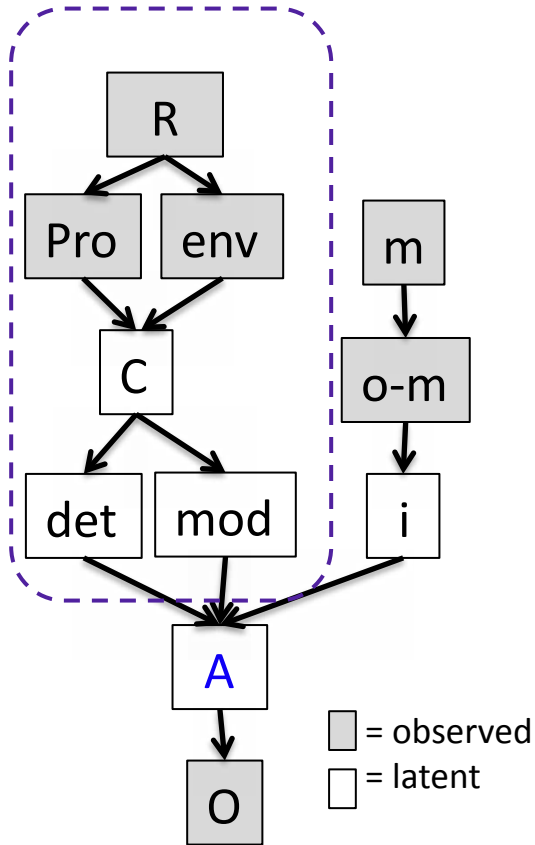 R
Pro env
m
C
o-m
det mod i
A
= observed
= latent
O